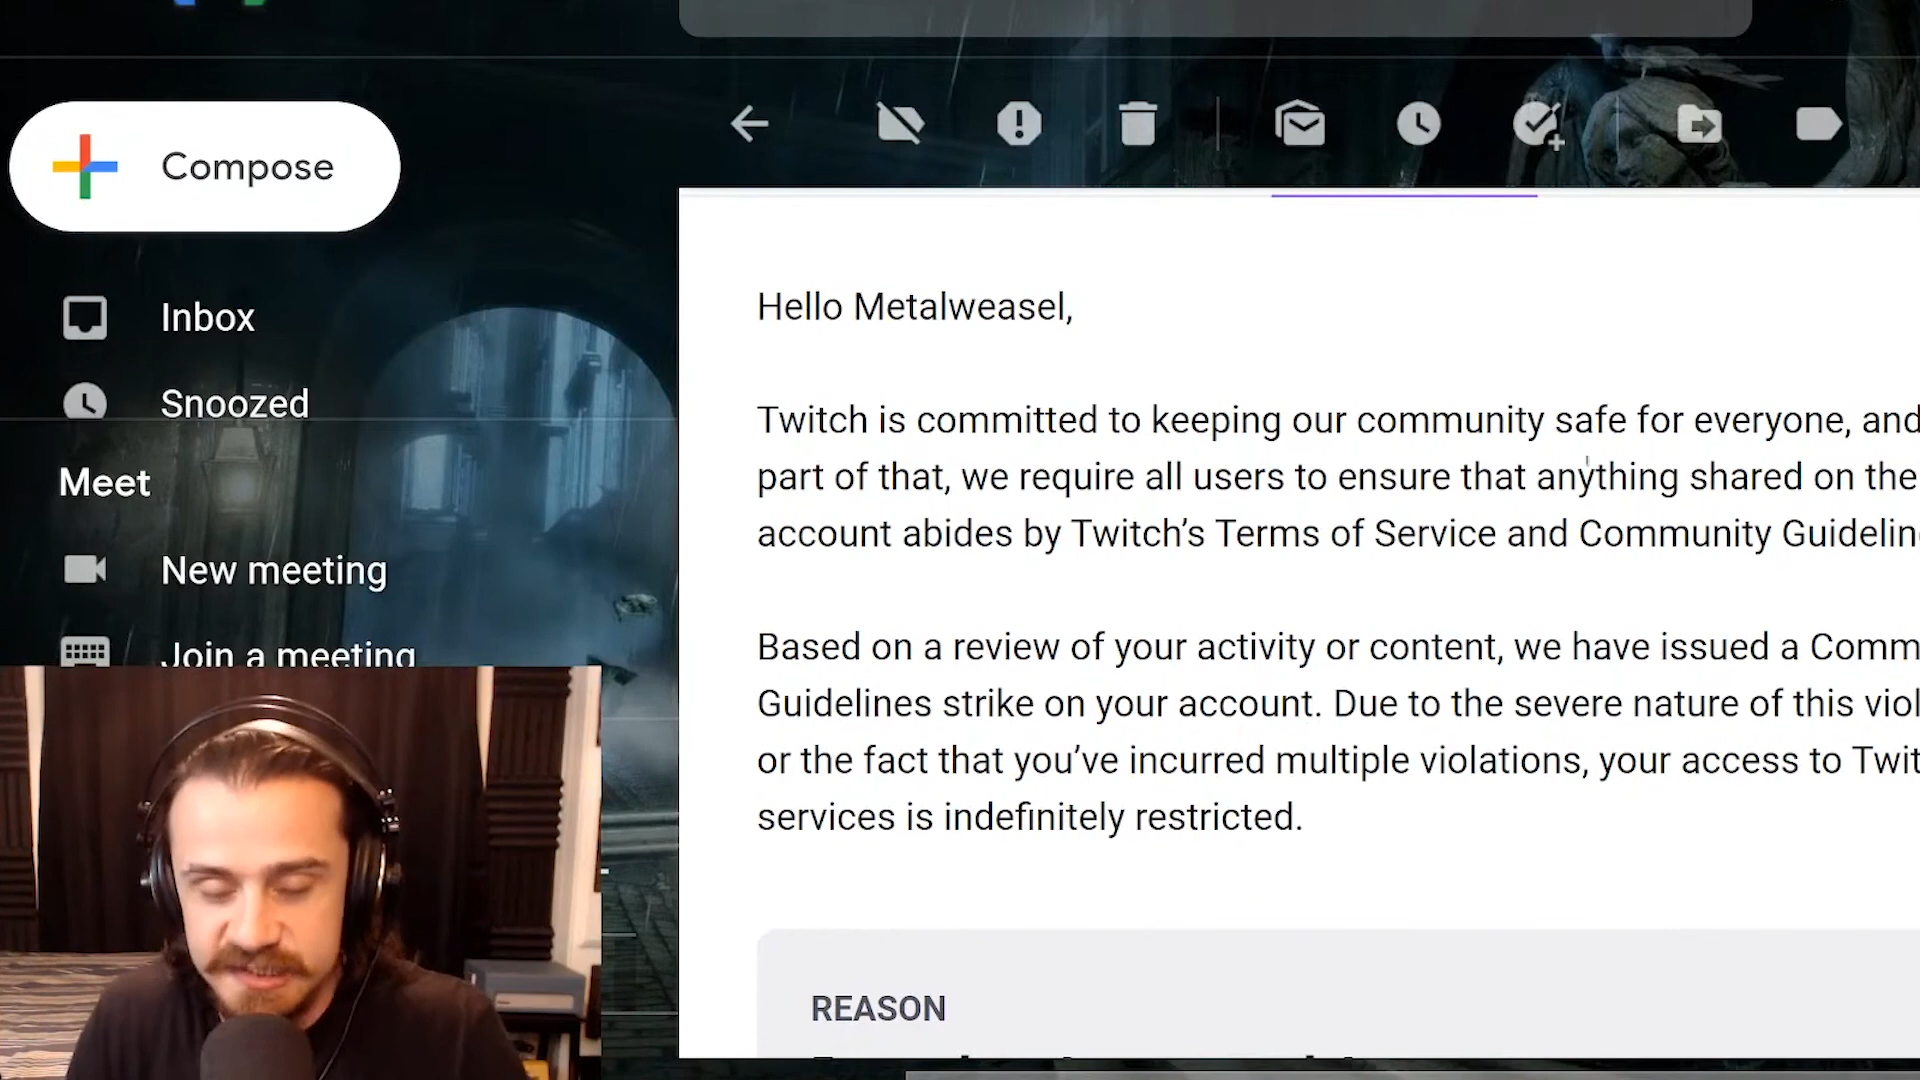 Compose
Inbox
Snoozed
Meet
New meeting
Join a meeting
Hello Metalweasel,
Twitch is committed to keeping our community safe for everyone, and
part of that, we require all users to ensure that anything shared on the
account abides by Twitch’s Terms of Service and Community
Based on a review of your activity or content, we have issued a
Guidelines strike on your account. Due to the severe nature of this
or the fact that you’ve incurred multiple violations, your access to
services is indefinitely restricted.
REASON